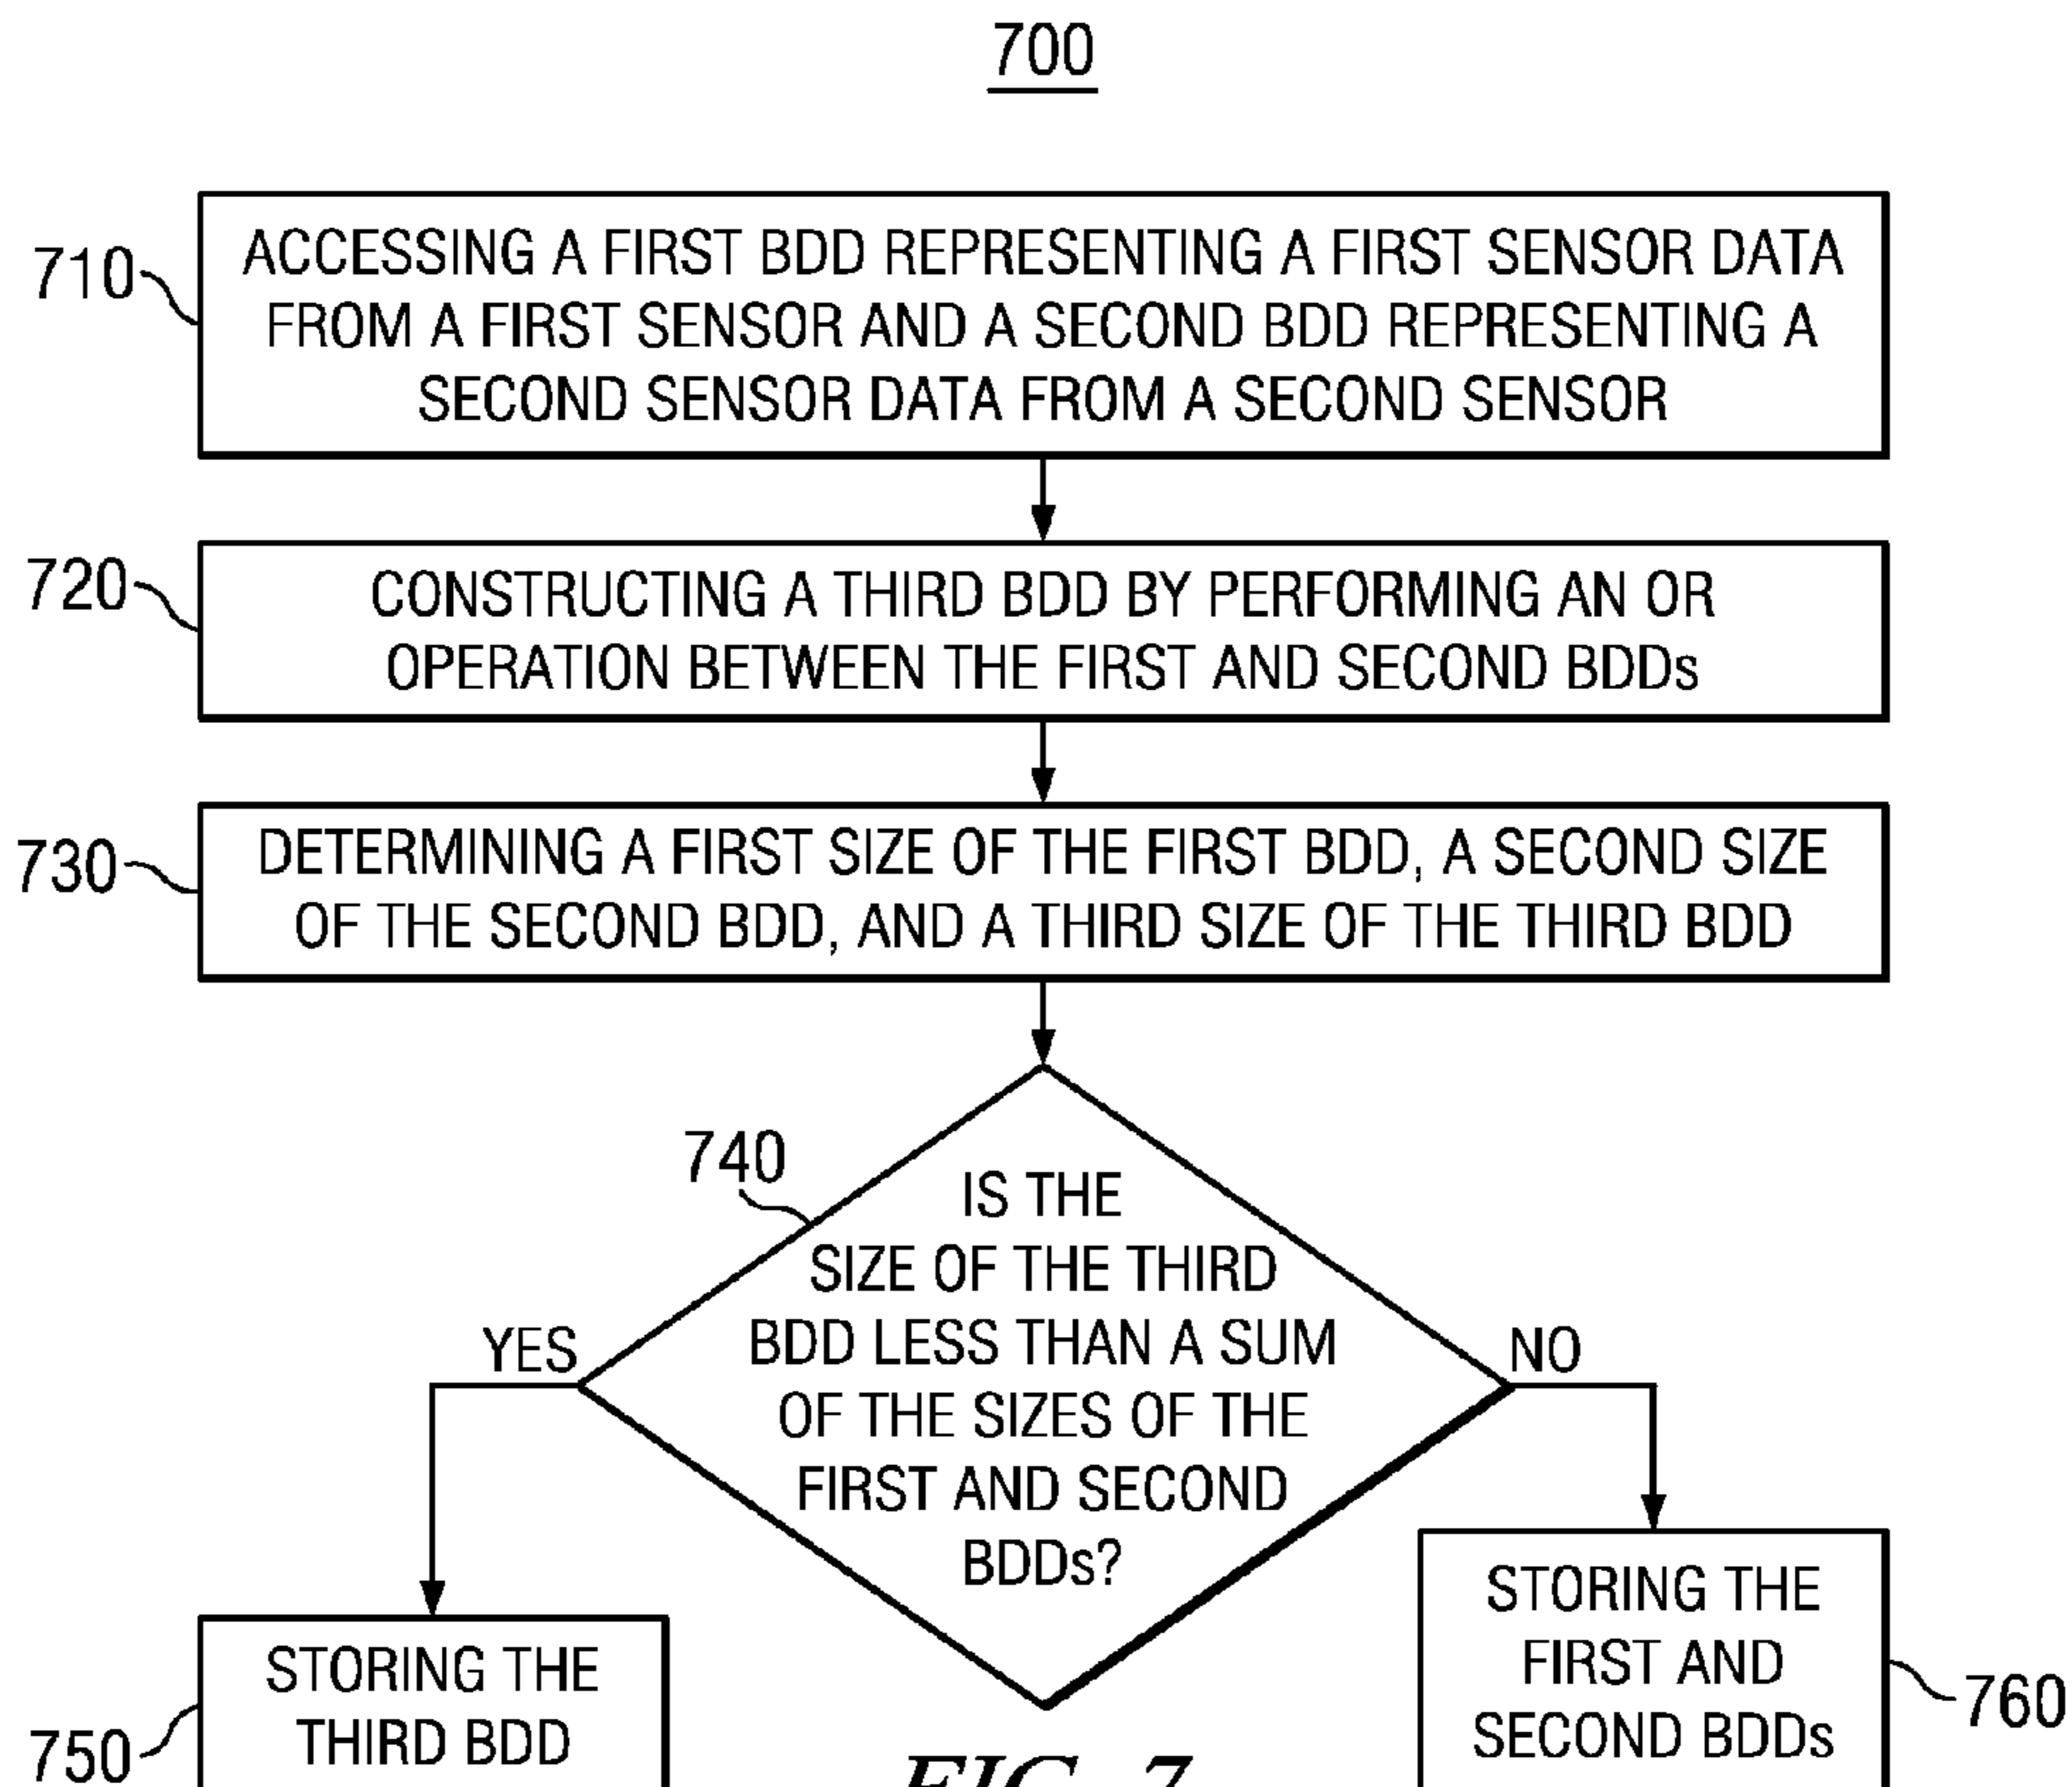 700
710
ACCESSING A FIRST BDD REPRESENTING A FIRST SENSOR DATA
FROM A FIRST SENSOR AND A SECOND BDD REPRESENTING A
SECOND SENSOR DATA FROM A SECOND SENSOR
720
CONSTRUCTING A THIRD BDD BY PERFORMING AN OR
OPERATION BETWEEN THE FIRST AND SECOND BDDs
730
DETERMINING A FIRST SIZE OF THE FIRST BDD, A SECOND SIZE
OF THE SECOND BDD, AND A THIRD SIZE OF THE THIRD BDD
740
IS THE
SIZE OF THE THIRD
BDD LESS THAN A SUM
OF THE SIZES OF THE
FIRST AND SECOND
BDDs?
YES
NO
STORING THE
THIRD BDD
750
STORING THE
FIRST AND
SECOND BDDs
760
FIG. 7